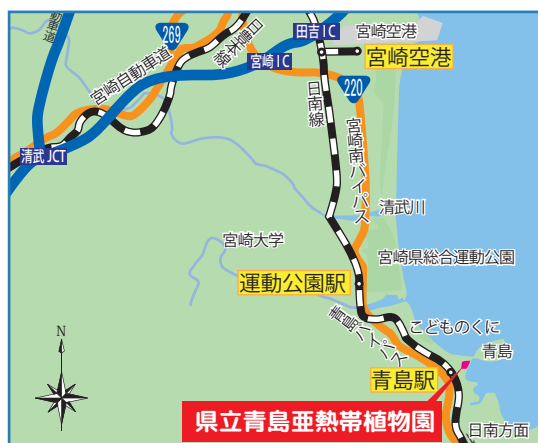 自動車道
269
宮崎自動車道
日豊本線
宮崎IC
田吉IC
宮崎空港
宮崎空港
220
日南線
宮崎南バイパス
清武JCT
清武川
宮崎大学
宮崎県総合運動公園
運動公園駅
青島バイパス
こどものくに
青島
青島駅
県立青島亜熱帯植物園
日南方面
N